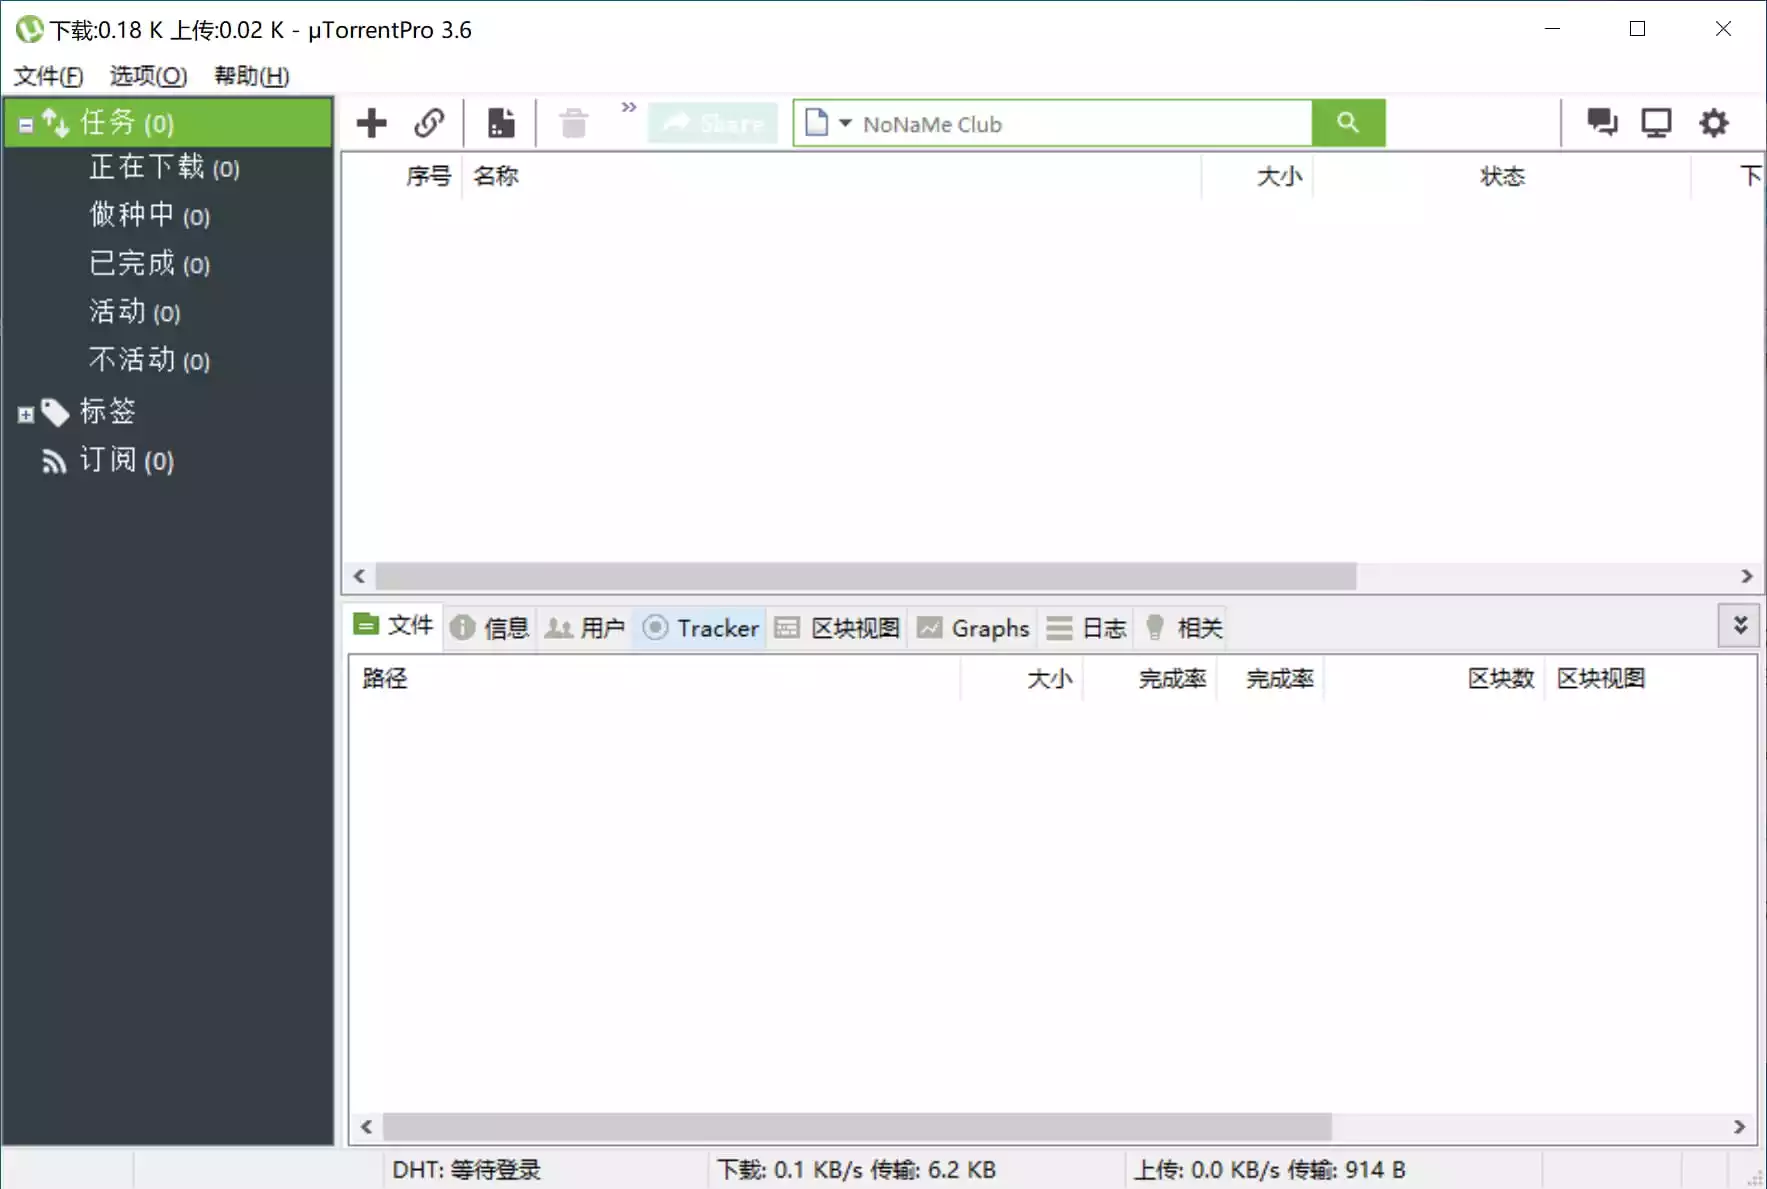 下载:0.18 K 上传:0.02 K - µTorrentPro 3.6
文件(F) 选项(O) 帮助(H)
任务 (0)
正在下载 (0)
做种中 (0)
已完成 (0)
活动 (0)
不活动 (0)
标签
订阅 (0)
Share
NoNaMe Club
序号 名称 大小 状态 下
文件 信息 用户 Tracker 区块视图 Graphs 日志 相关
路径 大小 完成率 完成率 区块数 区块视图
DHT: 等待登录 下载: 0.1 KB/s 传输: 6.2 KB 上传: 0.0 KB/s 传输: 914 B